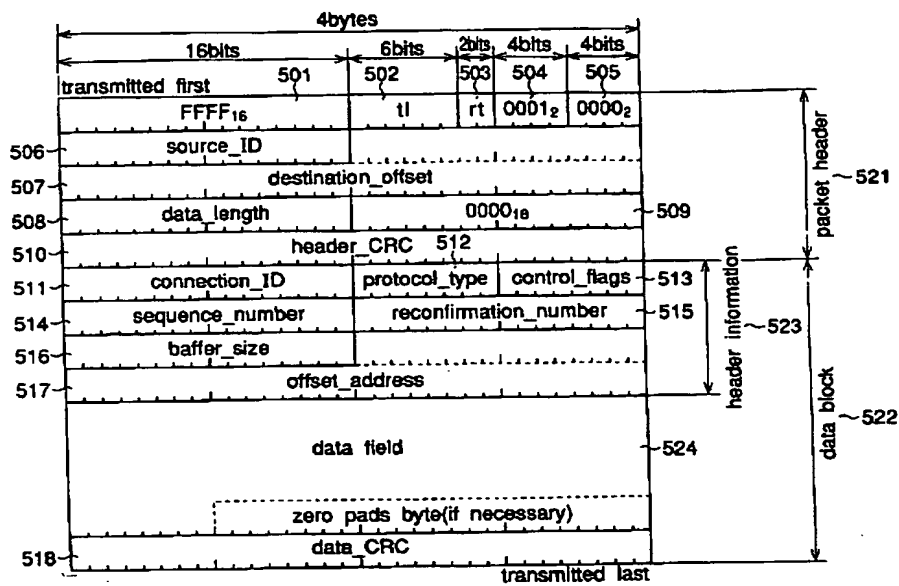 4bytes
16bits 6bits 2bits 4bits 4bits
transmitted first 501 502 503 504 505
FFFF₁₆ tl rt 0001₂ 0000₂
506 source_ID
507 destination_offset
508 data_length 0000₁₆ 509
510 header_CRC 512
511 connection_ID protocol_type control_flags 513
514 sequence_number reconfirmation_number 515
516 baffer_size
517 offset_address
data field 524
zero pads byte(if necessary)
518 data_CRC
transmitted last
packet header 521
header information 523
data block 522